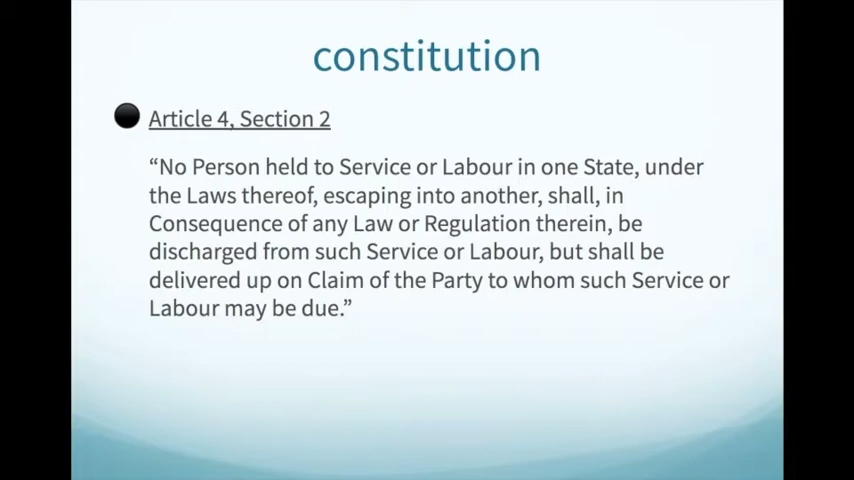 constitution
Article 4, Section 2
“No Person held to Service or Labour in one State, under
the Laws thereof, escaping into another, shall, in
Consequence of any Law or Regulation therein, be
discharged from such Service or Labour, but shall be
delivered up on Claim of the Party to whom such Service or
Labour may be due.”